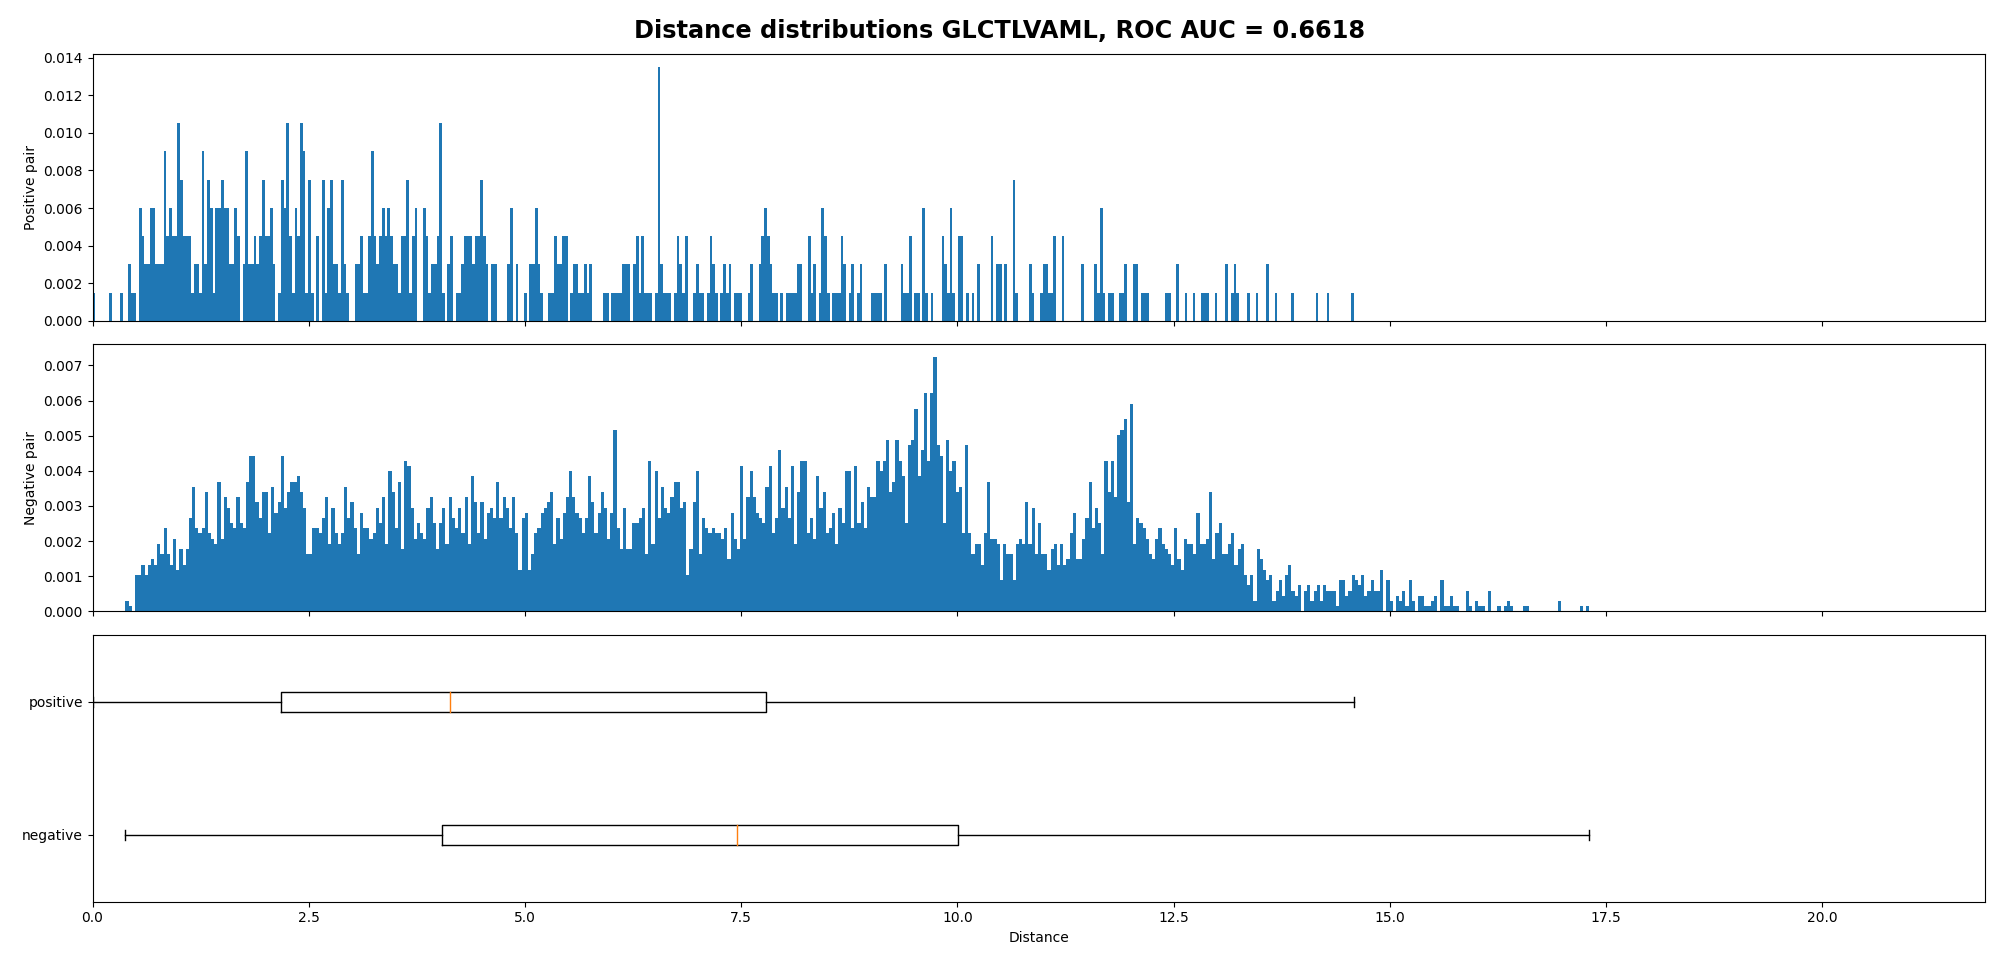 Distance distributions GLCTLVAML, ROC AUC = 0.6618
0.014
0.012
0.010
0.008
0.006
0.004
0.002
0.000
Positive pair
0.007
0.006
0.005
0.004
0.003
0.002
0.001
0.000
Negative pair
positive
negative
0.0 2.5 5.0 7.5 10.0 12.5 15.0 17.5 20.0
Distance